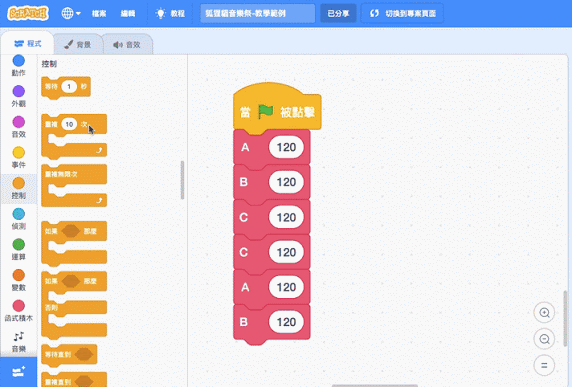 SCRATCH 檔案 編輯 教程 狐狸貓音樂祭-教學範例 已分享 切換到專案頁面
程式 背景 音效
動作
外觀
音效
事件
控制
偵測
運算
變數
函式積木
音樂
控制
等待 1 秒
重複 10 次
重複無限次
如果 那麼
如果 那麼
否則
等待直到
重複直到
當 被點擊
A 120
B 120
C 120
C 120
A 120
B 120